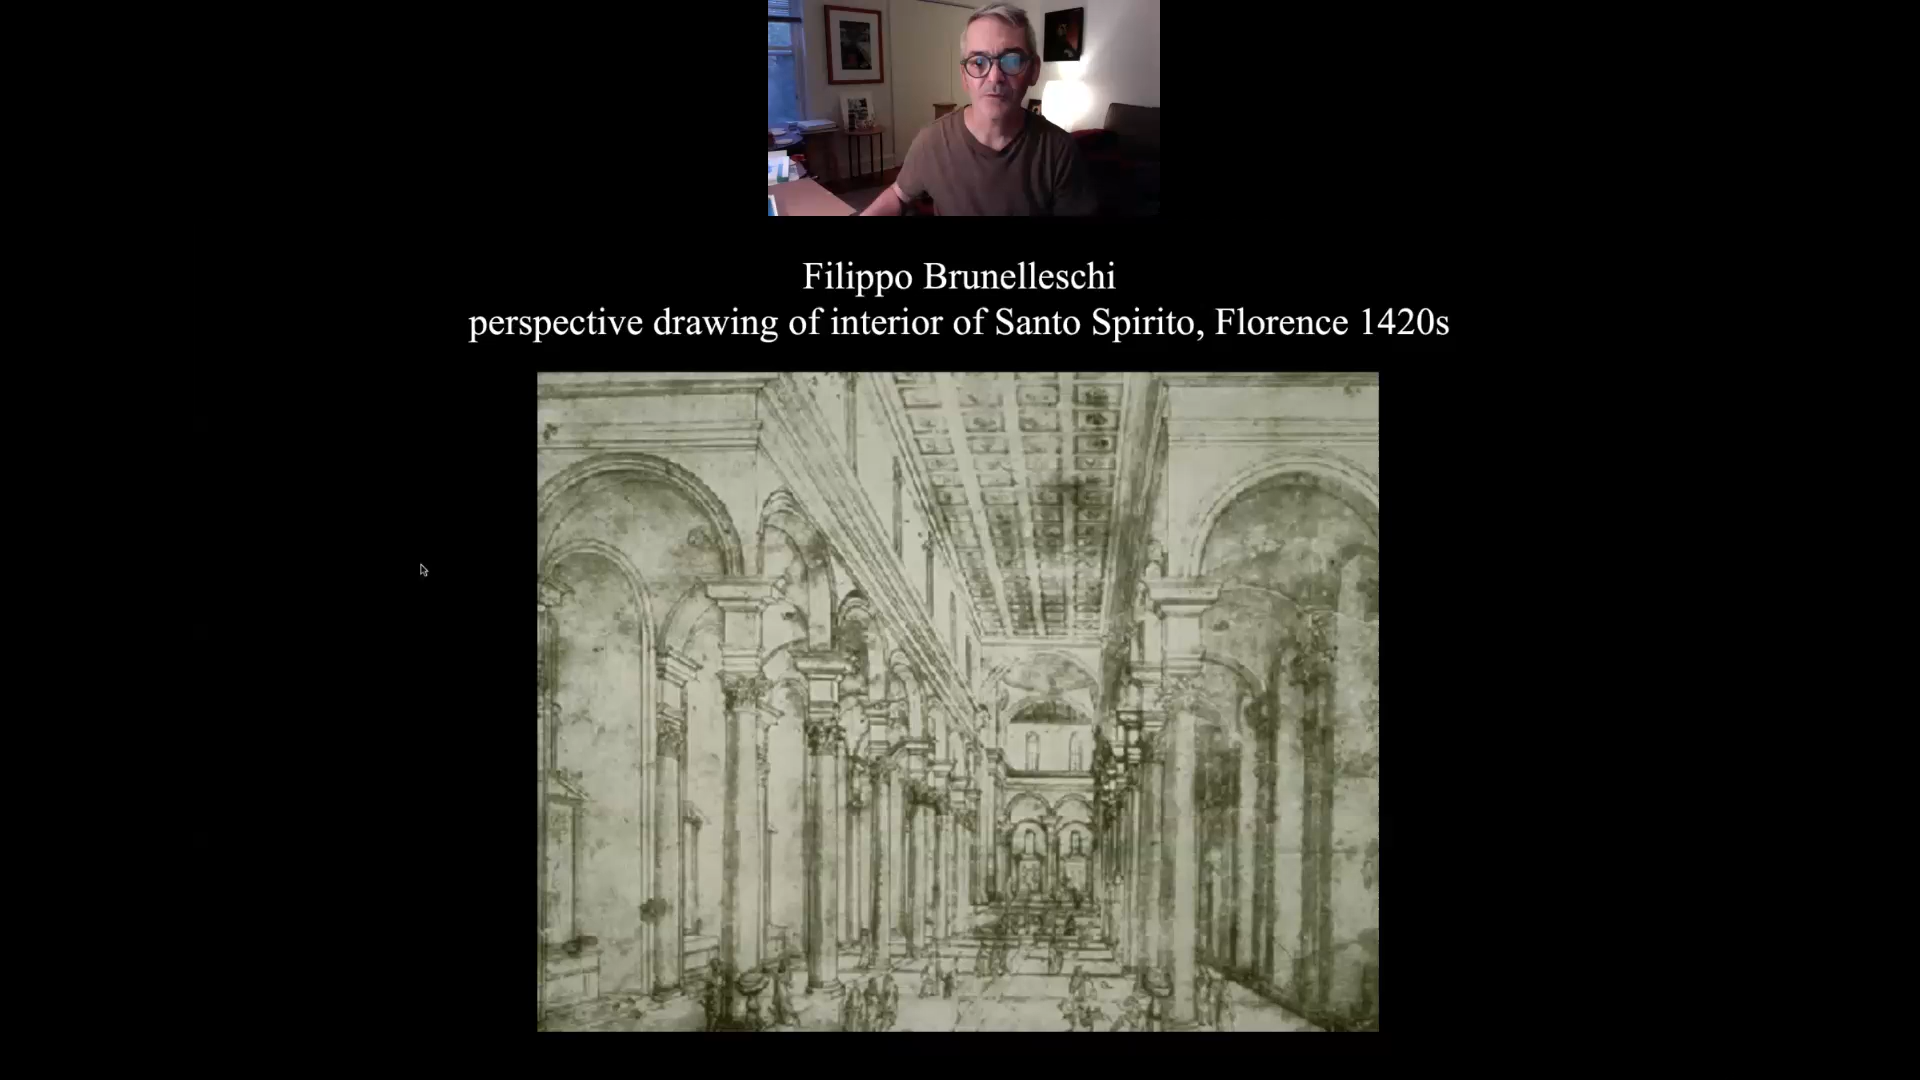 Filippo Brunelleschi
perspective drawing of interior of Santo Spirito, Florence 1420s